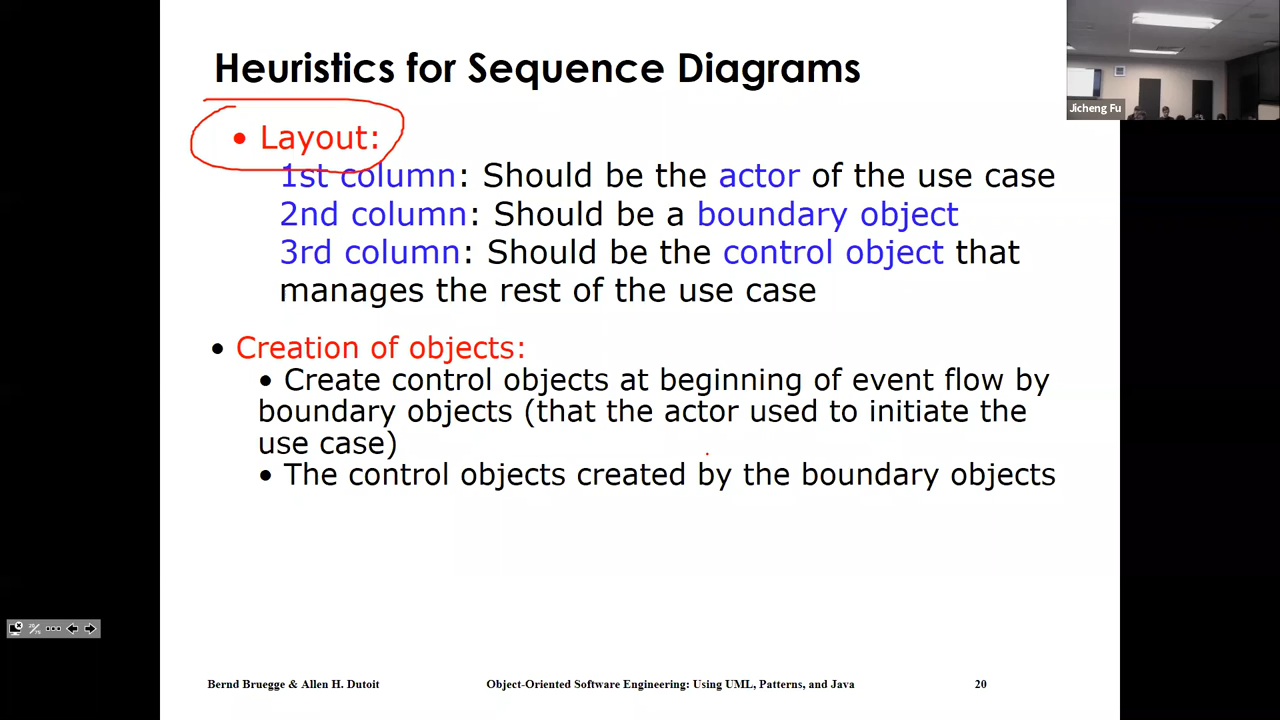 Heuristics for Sequence Diagrams
Jicheng Fu
• Layout:
1st column: Should be the actor of the use case
2nd column: Should be a boundary object
3rd column: Should be the control object that
manages the rest of the use case
• Creation of objects:
• Create control objects at beginning of event flow by
boundary objects (that the actor used to initiate the
use case)
• The control objects created by the boundary objects
Bernd Bruegge & Allen H. Dutoit
Object-Oriented Software Engineering: Using UML, Patterns, and Java
20